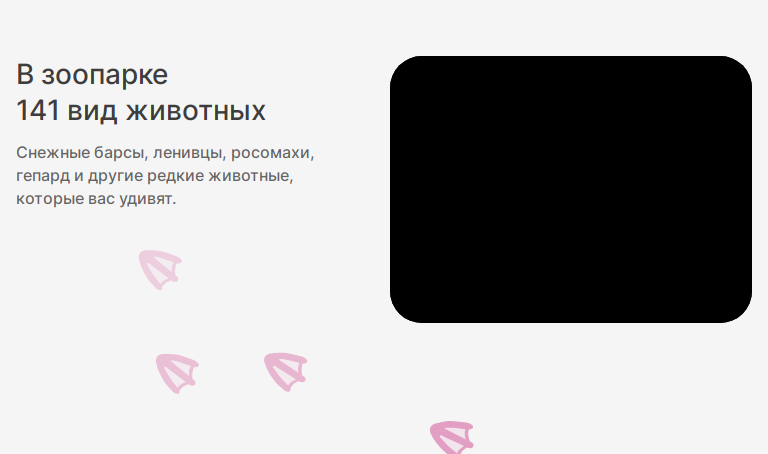 В зоопарке
141 вид животных
Снежные барсы, ленивцы, росомахи,
гепард и другие редкие животные,
которые вас удивят.